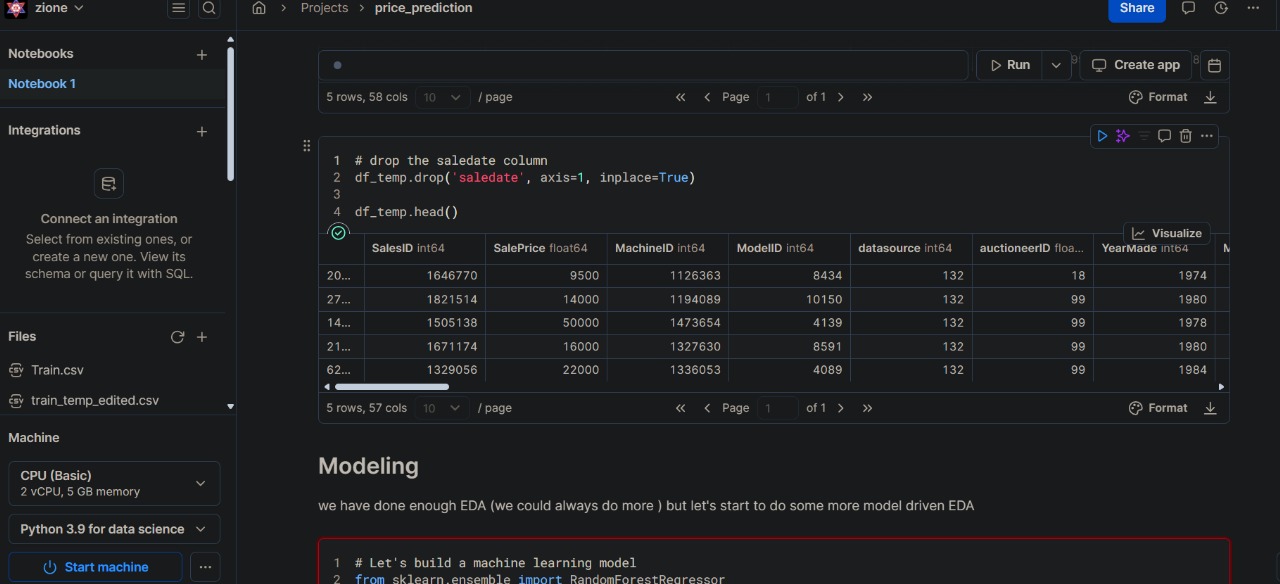 zione
Projects
price_prediction
Share
Notebooks
Notebook 1
Integrations
Connect an integration
Select from existing ones, or
create a new one. View its
schema or query it with SQL.
Files
Train.csv
train_temp_edited.csv
Machine
CPU (Basic)
2 vCPU, 5 GB memory
Python 3.9 for data science
Start machine
Run
Create app
5 rows, 58 cols 10 / page Page 1 of 1 Format
1 # drop the saledate column
2 df_temp.drop('saledate', axis=1, inplace=True)
3
4 df_temp.head()
Visualize
SalesID int64 SalePrice float64 MachineID int64 ModelID int64 datasource int64 auctioneerID floa... YearMade int64
20... 1646770 9500 1126363 8434 132 18 1974
27... 1821514 14000 1194089 10150 132 99 1980
14... 1505138 50000 1473654 4139 132 99 1978
21... 1671174 16000 1327630 8591 132 99 1980
62... 1329056 22000 1336053 4089 132 99 1984
5 rows, 57 cols 10 / page Page 1 of 1 Format
Modeling
we have done enough EDA (we could always do more ) but let's start to do some more model driven EDA
1 # Let's build a machine learning model
2 from sklearn.ensemble import RandomForestRegressor